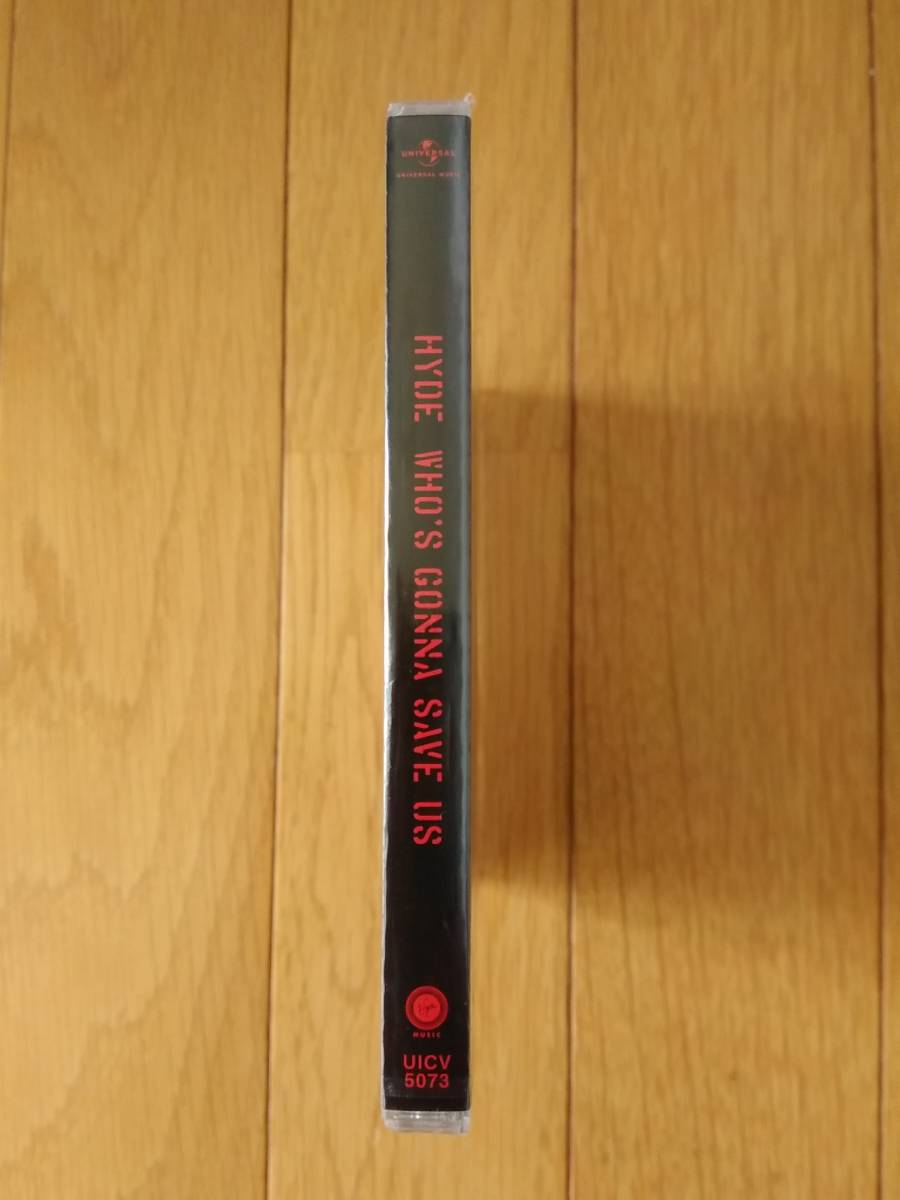 UNIVERSAL
UNIVERSAL MUSIC
HYDE WHO'S GONNA SAVE US
Virgin
MUSIC
UICV
5073